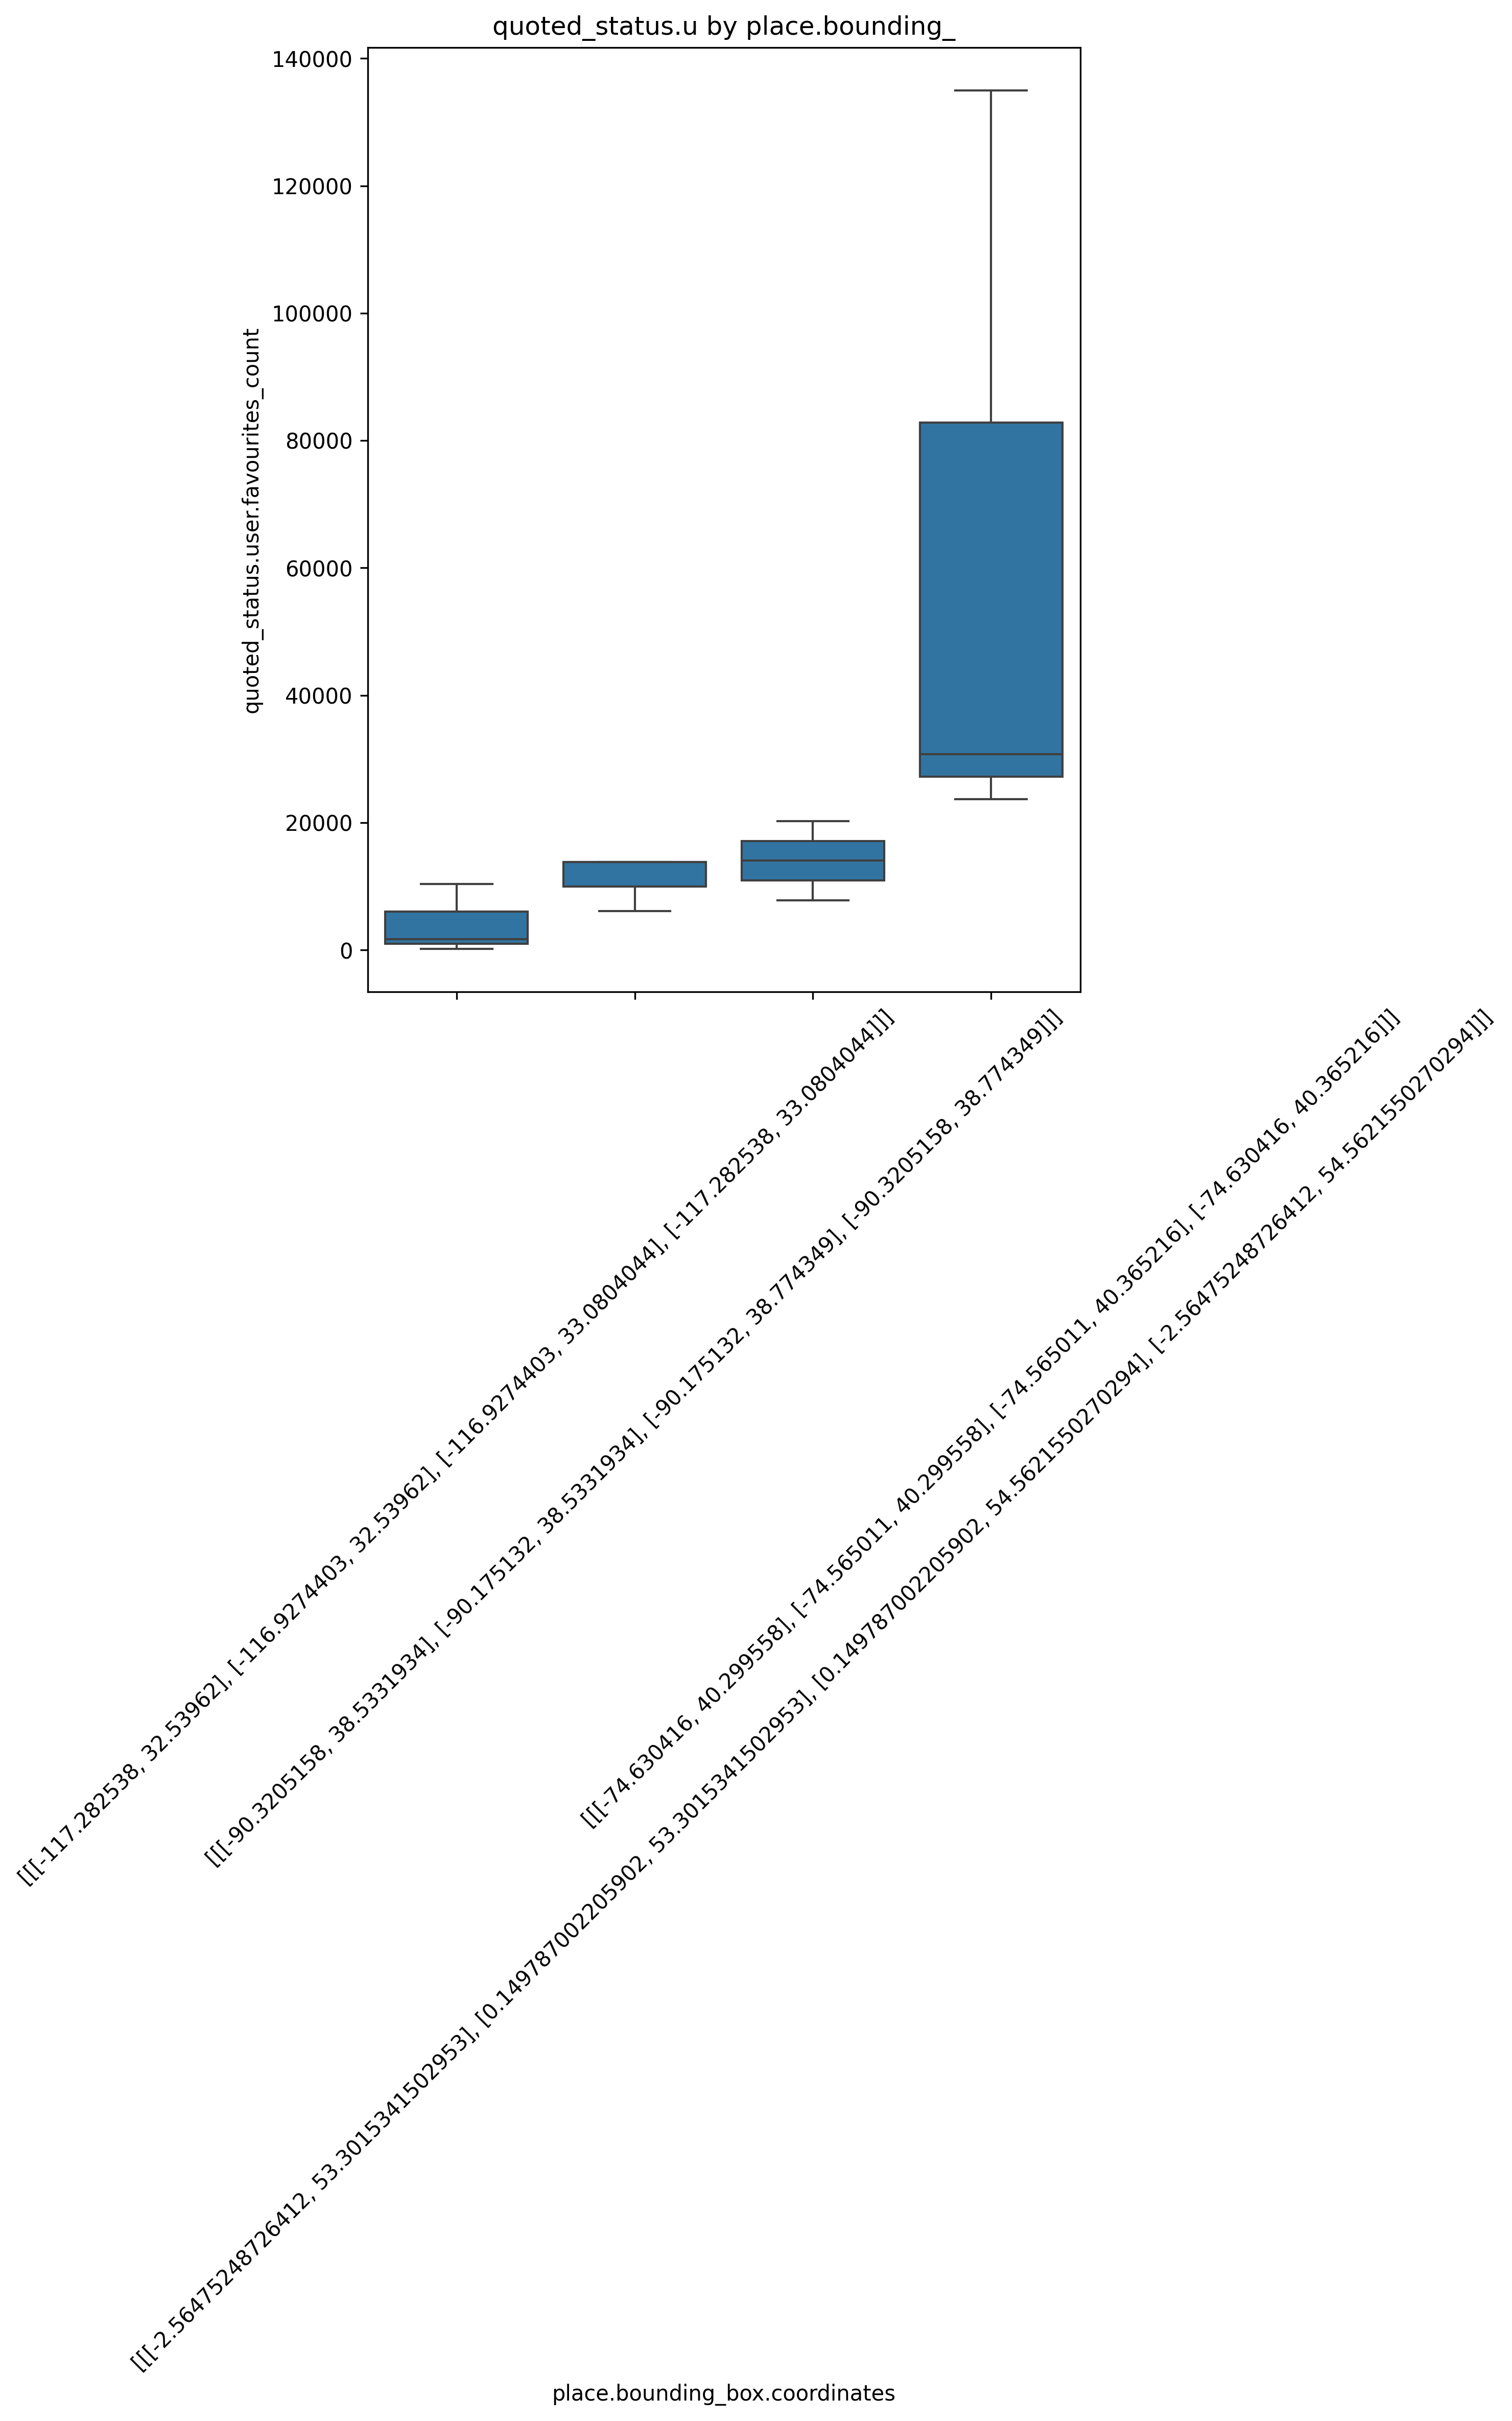 quoted_status.u by place.bounding_
140000
120000
100000
80000
60000
40000
20000
0
quoted_status.user.favourites_count
[[[-117.282538, 32.53962], [-116.9274403, 32.53962], [-116.9274403, 33.0804044], [-117.282538, 33.0804044]]]
[[[-90.3205158, 38.5331934], [-90.175132, 38.5331934], [-90.175132, 38.774349], [-90.3205158, 38.774349]]]
[[[-2.56475248726412, 53.3015341502953], [0.149787002205902, 53.3015341502953], [0.149787002205902, 54.5621550270294], [-2.56475248726412, 54.5621550270294]]]
[[[-74.630416, 40.299558], [-74.565011, 40.299558], [-74.565011, 40.365216], [-74.630416, 40.365216]]]
place.bounding_box.coordinates